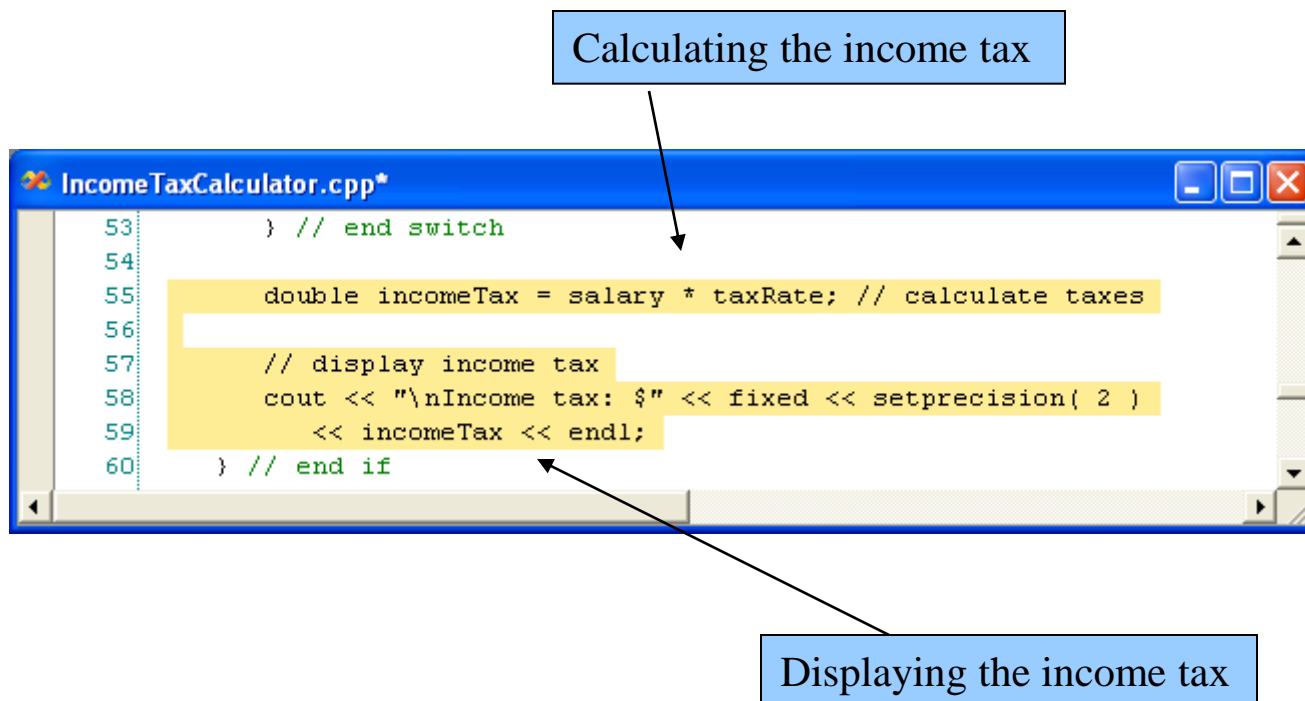 Calculating the income tax
IncomeTaxCalculator.cpp*
53 } // end switch
54
55 double incomeTax = salary * taxRate; // calculate taxes
56
57 // display income tax
58 cout << "\nIncome tax: $" << fixed << setprecision( 2 )
59 << incomeTax << endl;
60 } // end if
Displaying the income tax